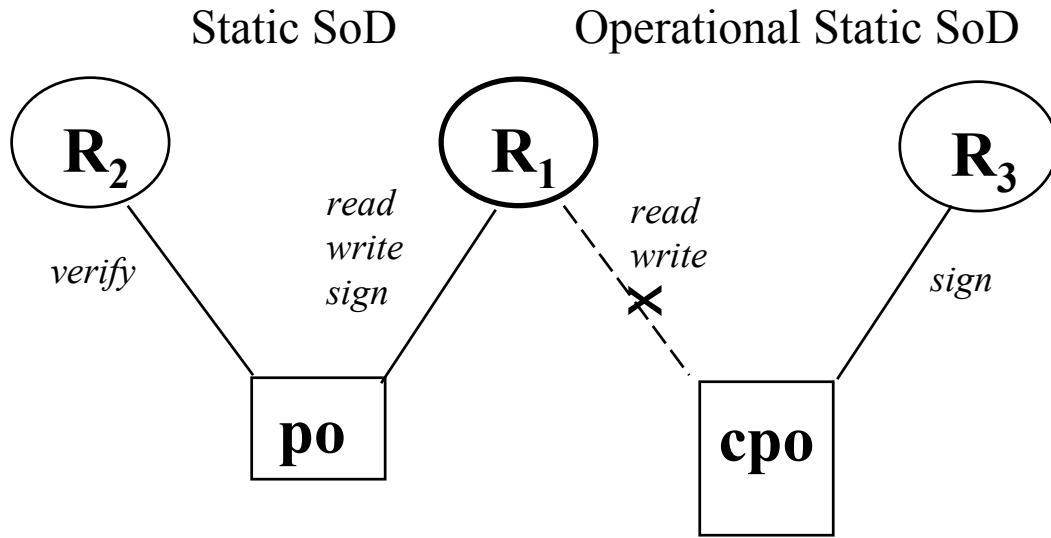 Static SoD
Operational Static SoD
R₂
R₁
R₃
verify
read
write
sign
read
write
X
sign
po
cpo